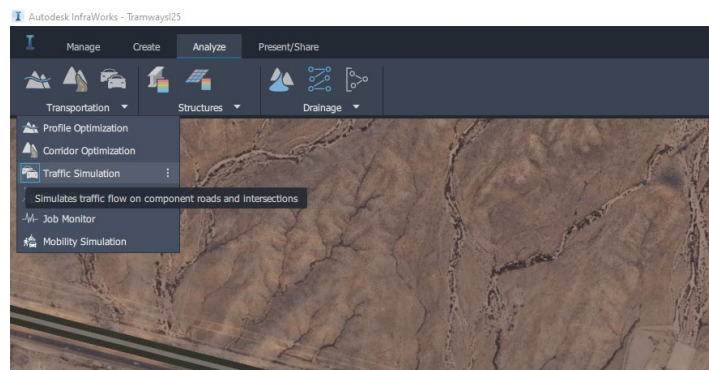 I Autodesk InfraWorks - Tramwaysl25
I Manage Create Analyze Present/Share
Transportation Structures Drainage
Profile Optimization
Corridor Optimization
Traffic Simulation
Simulates traffic flow on component roads and intersections
Job Monitor
Mobility Simulation